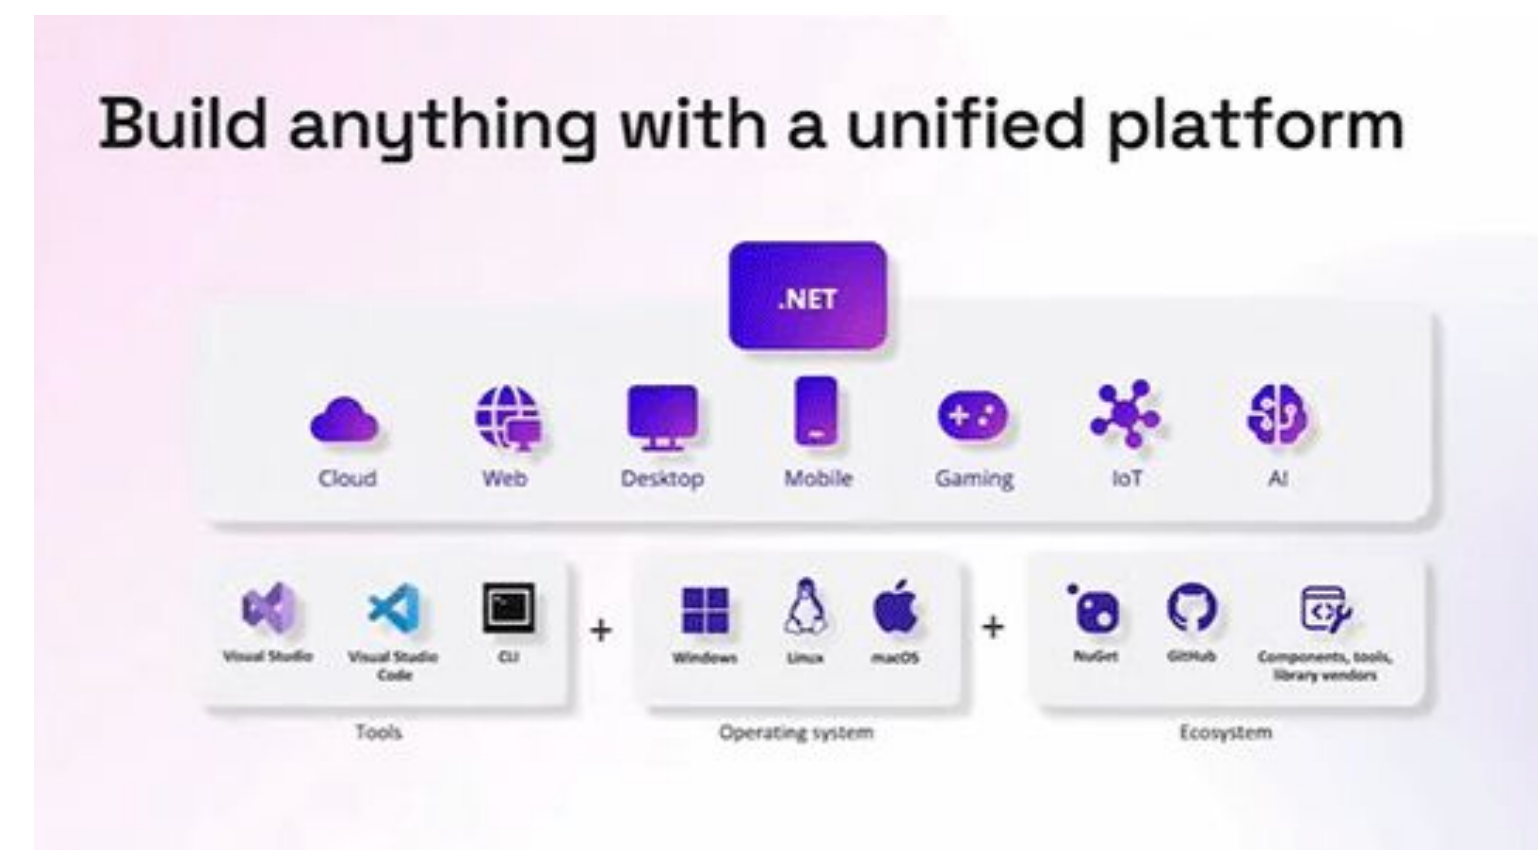 Build anything with a unified platform
.NET
Cloud
Web
Desktop
Mobile
Gaming
IoT
AI
Visual Studio
Visual Studio
Code
CLI
+
Windows
Linux
macOS
+
NuGet
GitHub
Components, tools,
library vendors
Tools
Operating system
Ecosystem